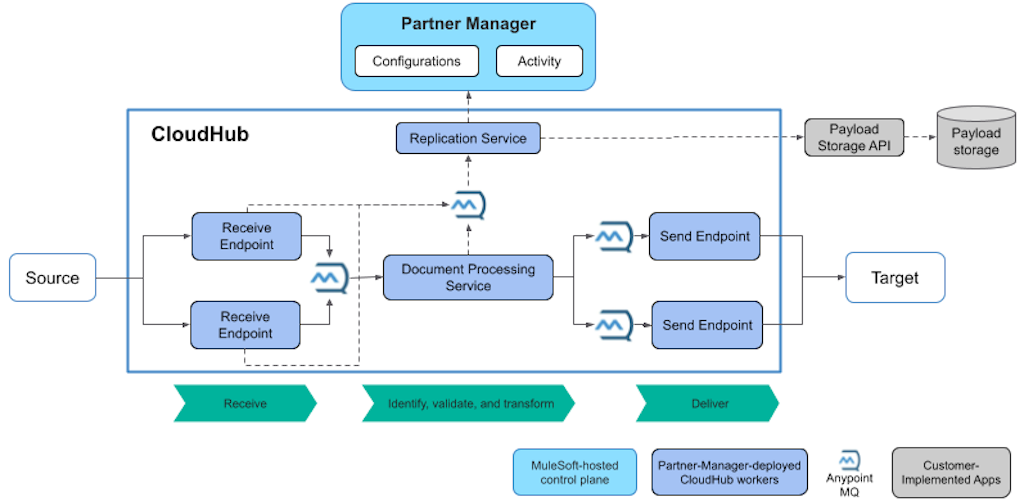 Partner Manager
Configurations
Activity
CloudHub
Replication Service
Payload
Storage API
Payload
storage
Receive
Endpoint
Send Endpoint
Source
Document Processing
Service
Target
Receive
Endpoint
Send Endpoint
Receive
Identify, validate, and transform
Deliver
MuleSoft-hosted
control plane
Partner-Manager-deployed
CloudHub workers
Anypoint
MQ
Customer-
Implemented Apps